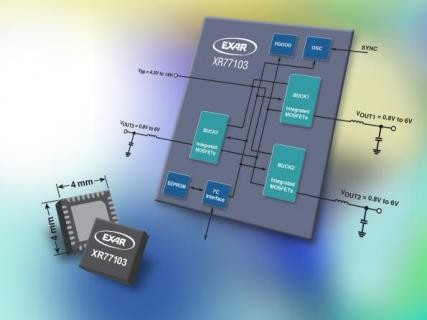 EXAR
XR77103
PGOOD
OSC
SYNC
VIN = 4.5V to 14V
BUCK1
Integrated
MOSFETs
VOUT1 = 0.8V to 6V
VOUT3 = 0.8V to 6V
BUCK3
Integrated
MOSFETs
BUCK2
Integrated
MOSFETs
VOUT2 = 0.8V to 6V
EEPROM
I²C
Interface
4 mm
4 mm
EXAR
XR77103